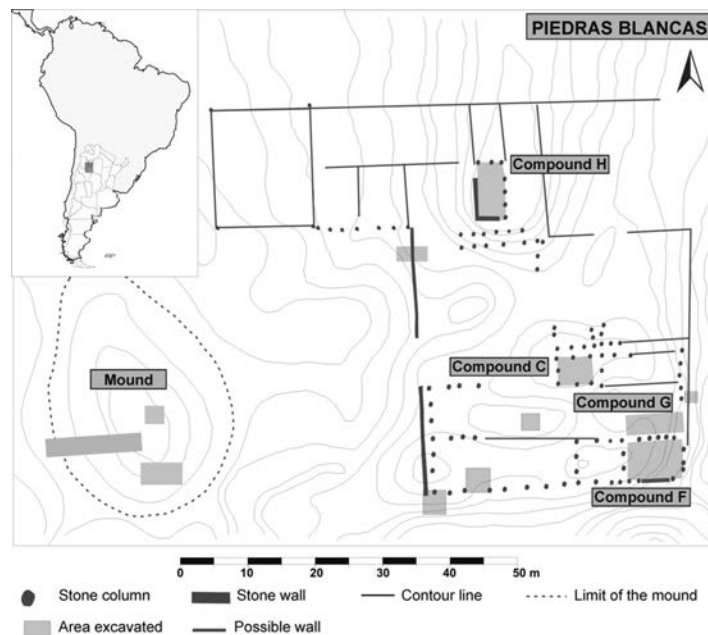 PIEDRAS BLANCAS
Compound H
Mound
Compound C
Compound G
Compound F
0 10 20 30 40 50 m
Stone column Stone wall Contour line Limit of the mound
Area excavated Possible wall